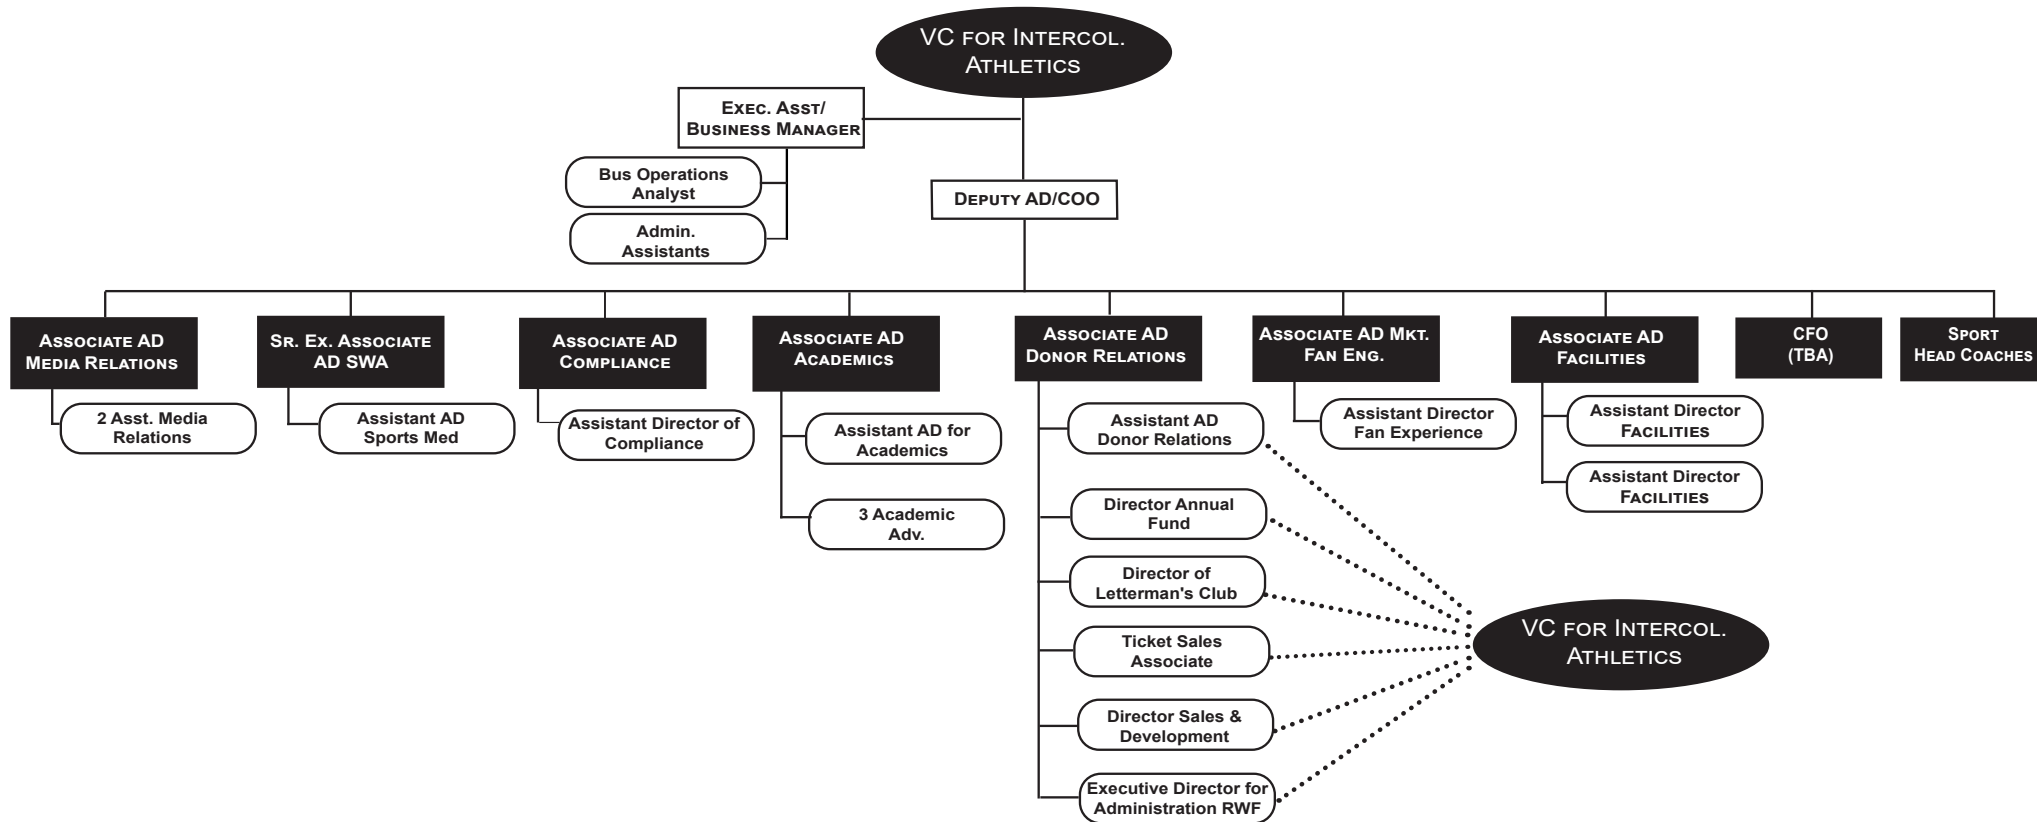 VC FOR INTERCOL.
ATHLETICS
EXEC. ASST/
BUSINESS MANAGER
Bus Operations
Analyst
Admin.
Assistants
DEPUTY AD/COO
ASSOCIATE AD
MEDIA RELATIONS
2 Asst. Media
Relations
SR. EX. ASSOCIATE
AD SWA
Assistant AD
Sports Med
ASSOCIATE AD
COMPLIANCE
Assistant Director of
Compliance
ASSOCIATE AD
ACADEMICS
Assistant AD for
Academics
3 Academic
Adv.
ASSOCIATE AD
DONOR RELATIONS
Assistant AD
Donor Relations
Director Annual
Fund
Director of
Letterman's Club
Ticket Sales
Associate
Director Sales &
Development
Executive Director for
Administration RWF
ASSOCIATE AD MKT.
FAN ENG.
Assistant Director
Fan Experience
ASSOCIATE AD
FACILITIES
Assistant Director
FACILITIES
Assistant Director
FACILITIES
CFO
(TBA)
SPORT
HEAD COACHES
VC FOR INTERCOL.
ATHLETICS